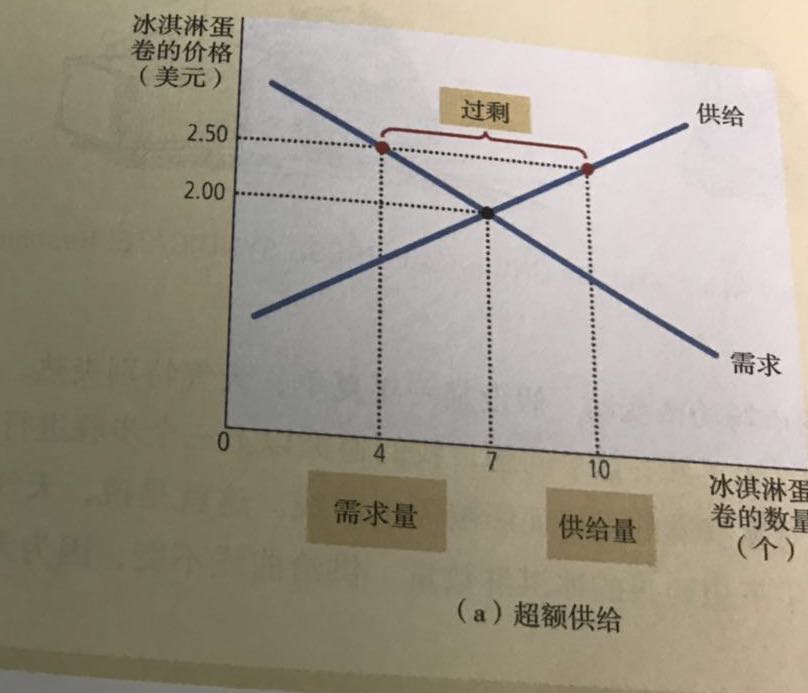 冰淇淋蛋
卷的价格
（美元）
过剩
供给
2.50
2.00
需求
0
4
7
10
冰淇淋蛋
卷的数量
（个）
需求量
供给量
（a）超额供给